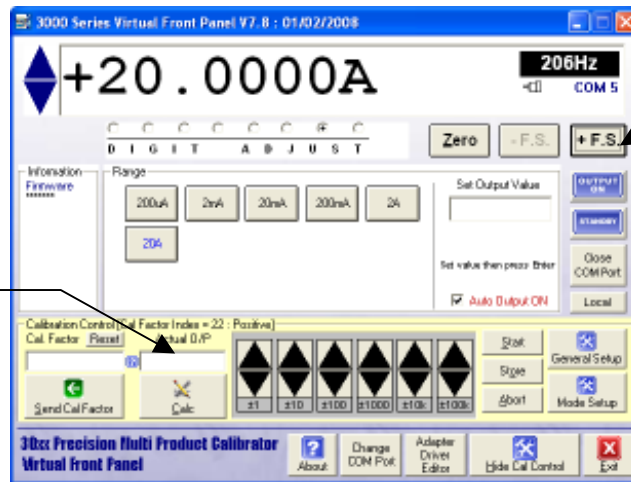 3000 Series Virtual Front Panel V7.8 : 01/02/2008
+20.0000A
206Hz
COM 5
DIGIT ADJUST
Zero
- F.S.
+ F.S.
Information
Firmware
Range
200uA
2mA
20mA
200mA
2A
20A
Set Output Value
Set value then press Enter
Auto Output ON
OUTPUT ON
STANDBY
Close COM Port
Local
Calibration Control[Cal Factor Index = 22 : Positive]
Cal. Factor
Reset
Actual O/P
Send Cal Factor
Calc
±1
±10
±100
±1000
±10k
±100k
Start
Store
Abort
General Setup
Mode Setup
30xx Precision Multi Product Calibrator
Virtual Front Panel
About
Change COM Port
Adapter Driver Editor
Hide Cal Control
Exit